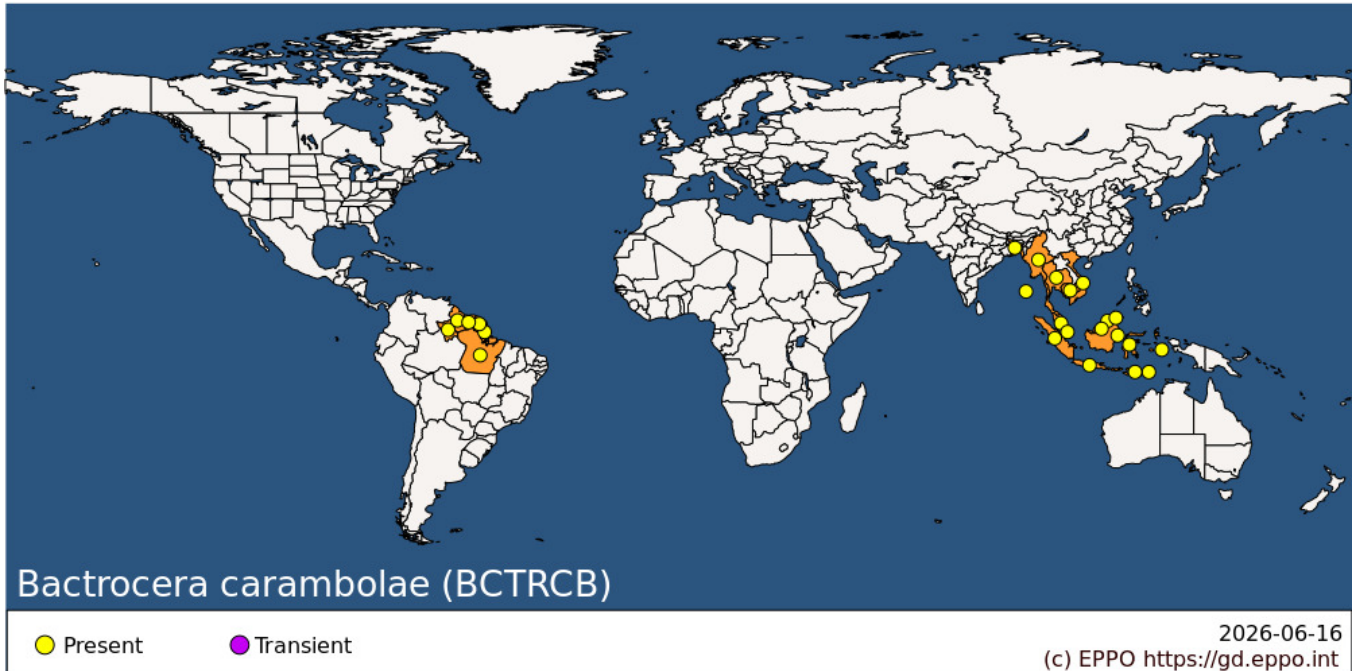 Bactrocera carambolae (BCTRCB)
Present
Transient
2026-06-16
(c) EPPO https://gd.eppo.int